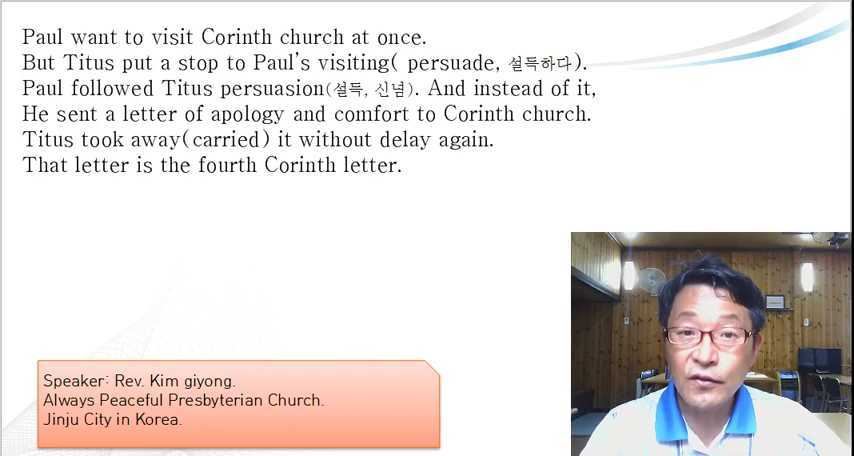 Paul want to visit Corinth church at once.
But Titus put a stop to Paul's visiting( persuade, 설득하다).
Paul followed Titus persuasion(설득, 신념). And instead of it,
He sent a letter of apology and comfort to Corinth church.
Titus took away(carried) it without delay again.
That letter is the fourth Corinth letter.
Speaker: Rev. Kim giyong.
Always Peaceful Presbyterian Church.
Jinju City in Korea.